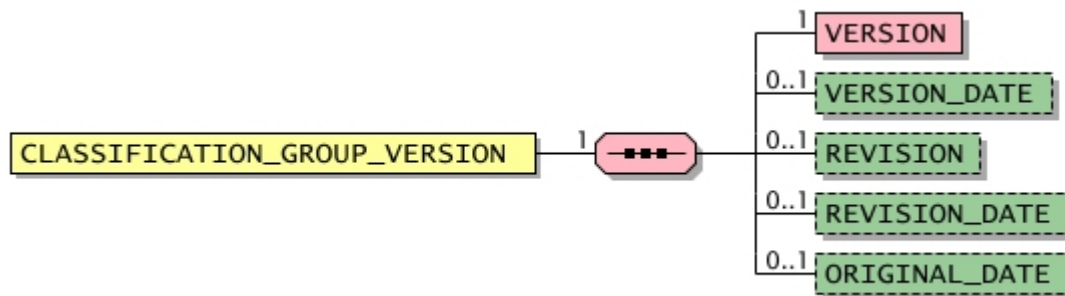 1 VERSION
0..1 VERSION_DATE
CLASSIFICATION_GROUP_VERSION 1 0..1 REVISION
0..1 REVISION_DATE
0..1 ORIGINAL_DATE